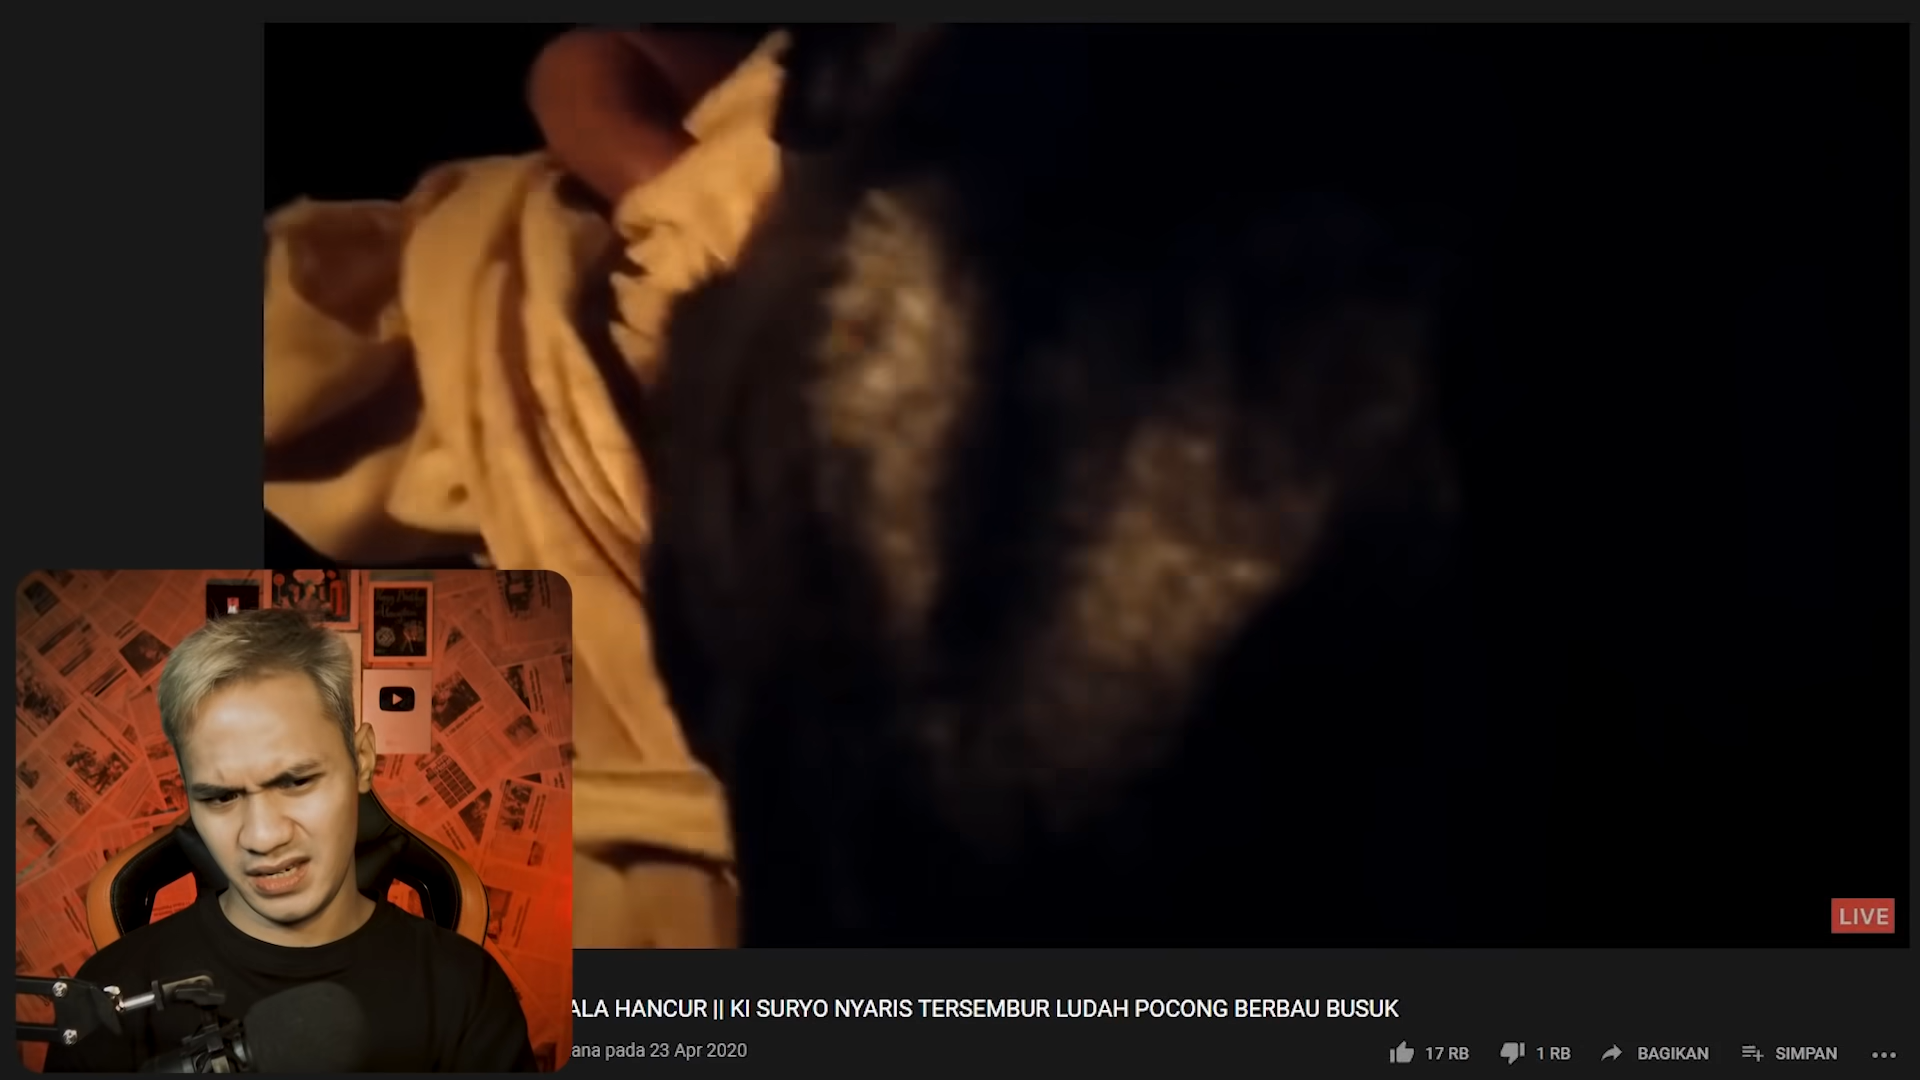 LIVE
ALA HANCUR || KI SURYO NYARIS TERSEMBUR LUDAH POCONG BERBAU BUSUK
ana pada 23 Apr 2020
17 RB
1 RB
BAGIKAN
SIMPAN